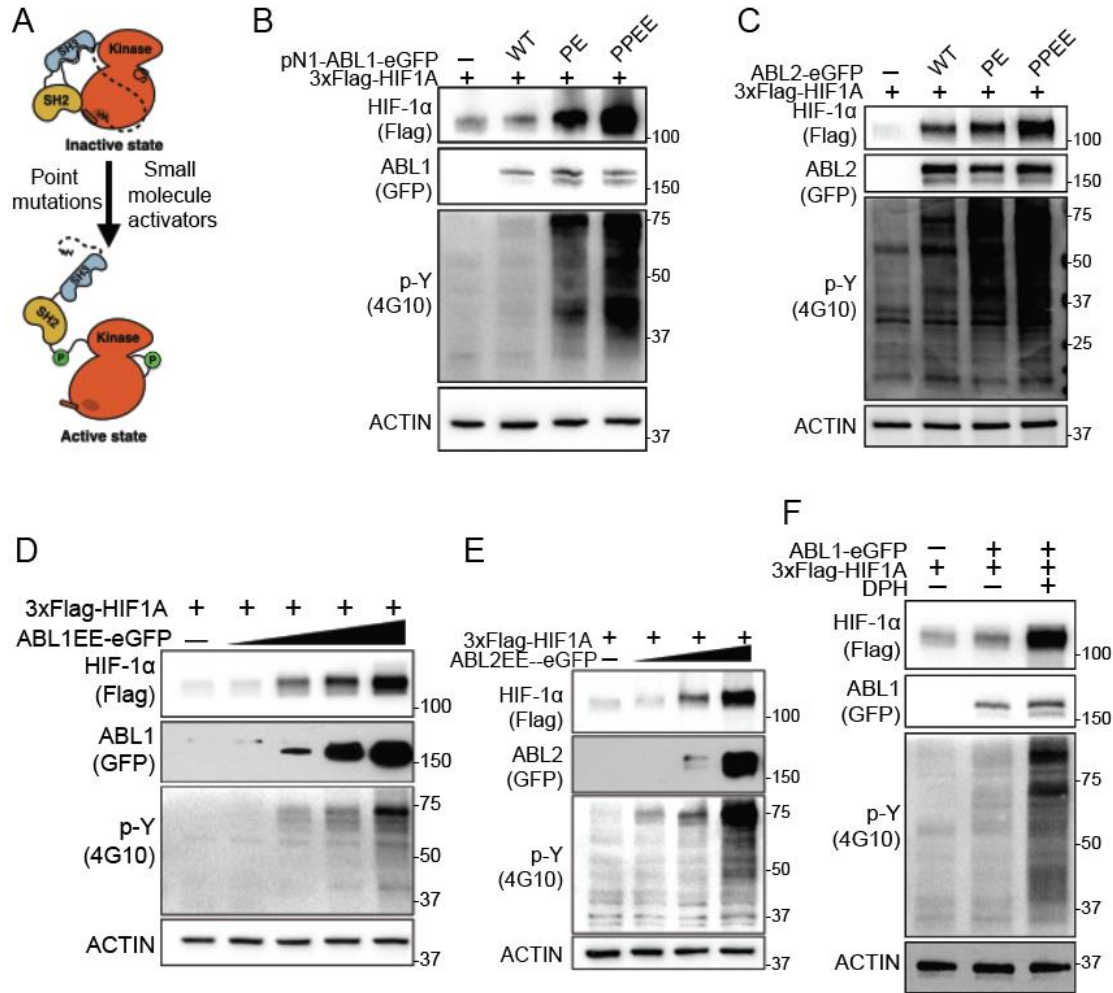 A
SH3
Kinase
SH2
Inactive state
Point
mutations
Small
molecule
activators
SH3
SH2
Kinase
P
P
Active state
B
pN1-ABL1-eGFP
– WT PE PPEE
3xFlag-HIF1A
+ + + +
HIF-1α
(Flag)
100
ABL1
(GFP)
150
p-Y
(4G10)
75
50
37
ACTIN
37
C
ABL2-eGFP
– WT PE PPEE
3xFlag-HIF1A
+ + + +
HIF-1α
(Flag)
100
ABL2
(GFP)
150
p-Y
(4G10)
75
50
37
25
ACTIN
37
D
3xFlag-HIF1A + + + + +
ABL1EE-eGFP –
HIF-1α
(Flag)
100
ABL1
(GFP)
150
p-Y
(4G10)
75
50
37
ACTIN
37
E
3xFlag-HIF1A + + + +
ABL2EE--eGFP –
HIF-1α
(Flag)
100
ABL2
(GFP)
150
p-Y
(4G10)
75
50
37
ACTIN
37
F
ABL1-eGFP – + +
3xFlag-HIF1A + + +
DPH – – +
HIF-1α
(Flag)
100
ABL1
(GFP)
150
p-Y
(4G10)
75
50
37
ACTIN
37